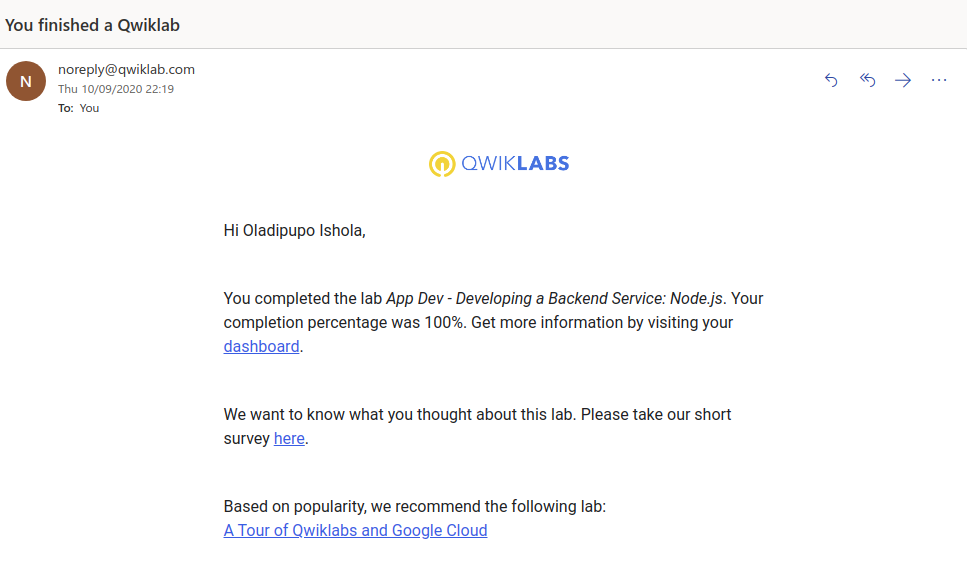 You finished a Qwiklab
N
noreply@qwiklab.com
Thu 10/09/2020 22:19
To: You
QWIKLABS
Hi Oladipupo Ishola,
You completed the lab App Dev - Developing a Backend Service: Node.js. Your
completion percentage was 100%. Get more information by visiting your
dashboard.
We want to know what you thought about this lab. Please take our short
survey here.
Based on popularity, we recommend the following lab:
A Tour of Qwiklabs and Google Cloud